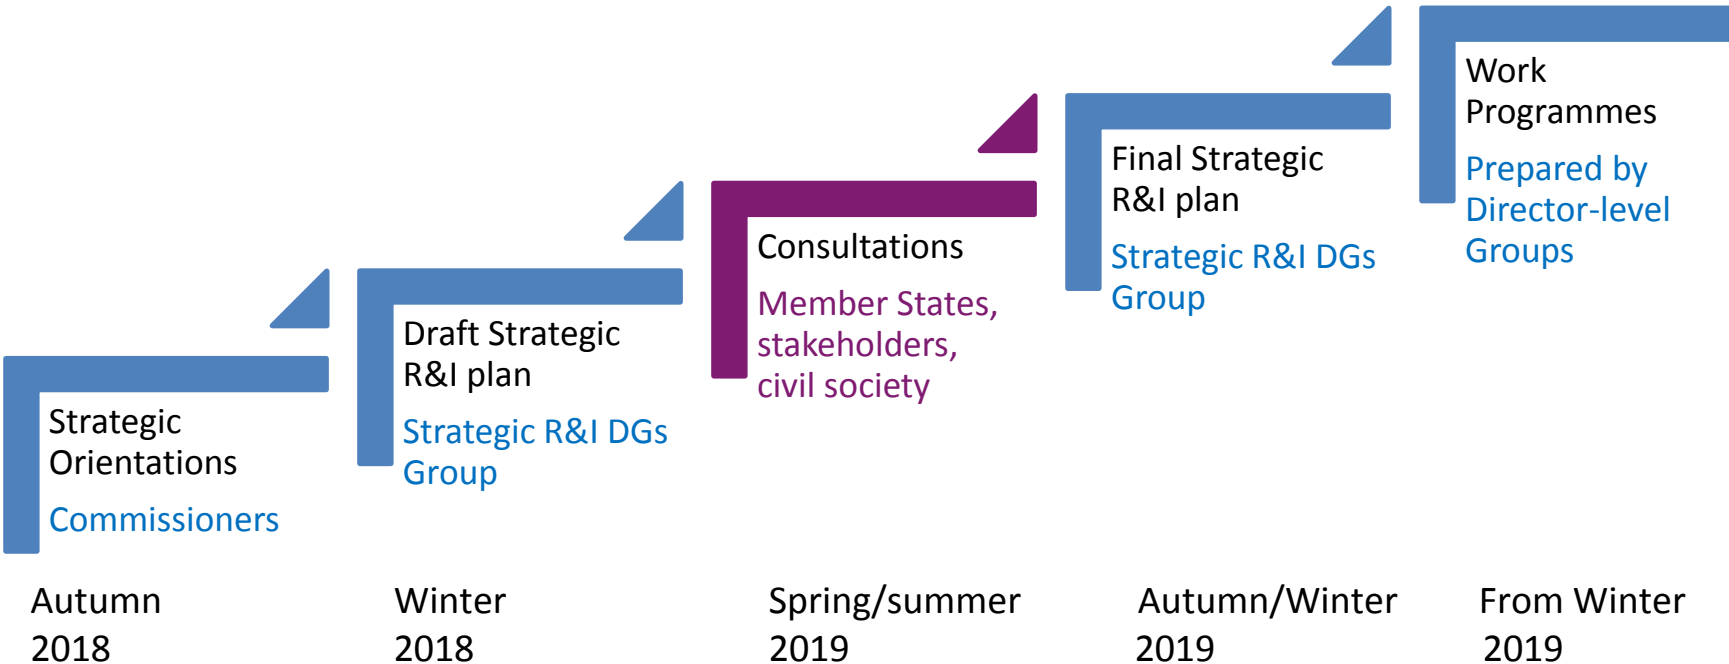 Strategic
Orientations
Commissioners
Draft Strategic
R&I plan
Strategic R&I DGs
Group
Consultations
Member States,
stakeholders,
civil society
Final Strategic
R&I plan
Strategic R&I DGs
Group
Work
Programmes
Prepared by
Director-level
Groups
Autumn
2018
Winter
2018
Spring/summer
2019
Autumn/Winter
2019
From Winter
2019